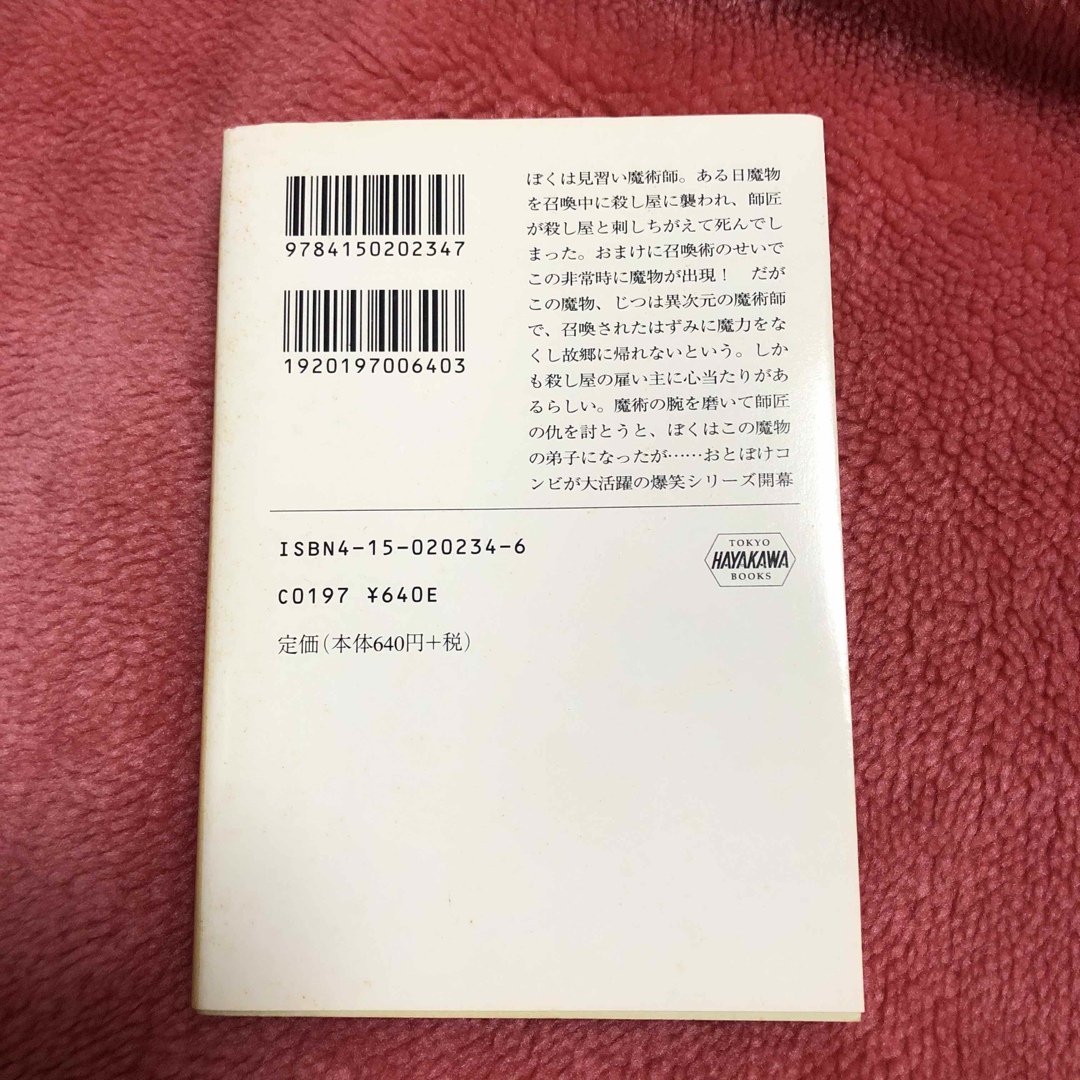 9784150202347
1920197006403
ぼくは見習い魔術師。ある日魔物
を召喚中に殺し屋に襲われ、師匠
が殺し屋と刺しちがえて死んでし
まった。おまけに召喚術のせいで
この非常時に魔物が出現！　だが
この魔物、じつは異次元の魔術師
で、召喚されたはずみに魔力をな
くし故郷に帰れないという。しか
も殺し屋の雇い主に心当たりがあ
るらしい。魔術の腕を磨いて師匠
の仇を討とうと、ぼくはこの魔物
の弟子になったが……おとぼけコ
ンビが大活躍の爆笑シリーズ開幕
ISBN4-15-020234-6
C0197 ¥640E
定価(本体640円+税)
TOKYO
HAYAKAWA
BOOKS